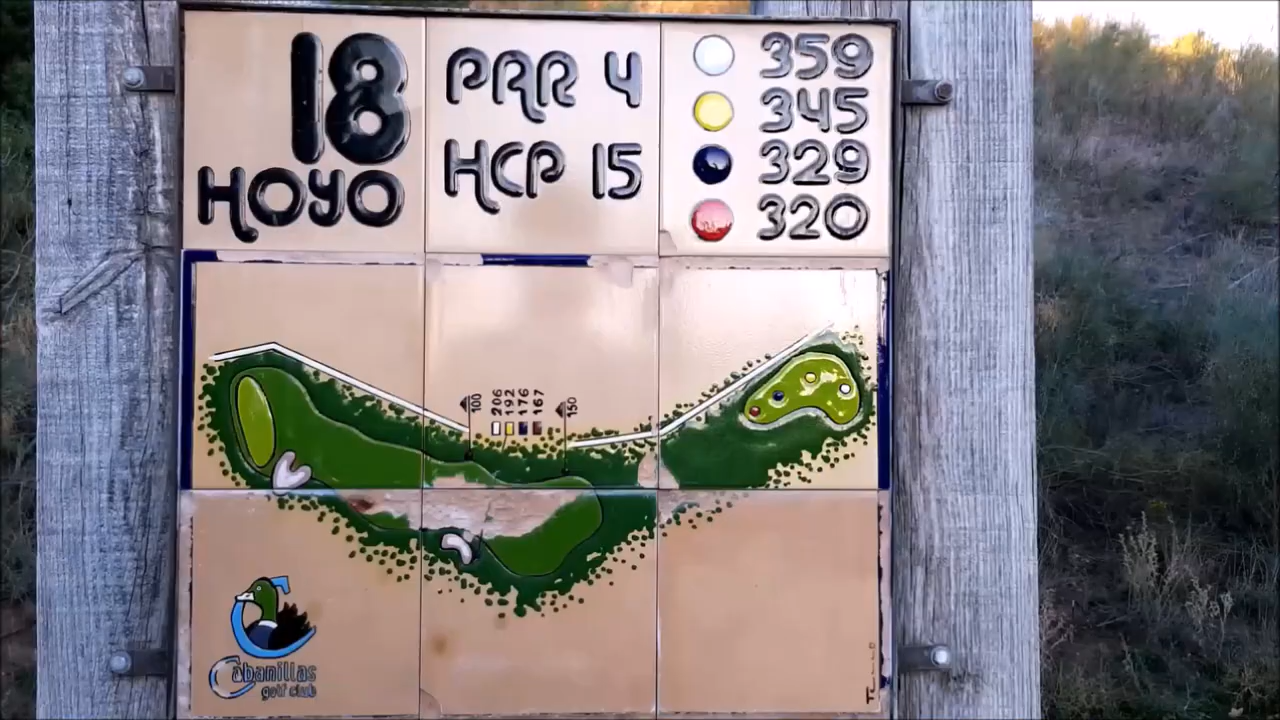 18
HOYO
PAR 4
HCP 15
359
345
329
320
100
206
192
176
167
150
Cabanillas
golf club